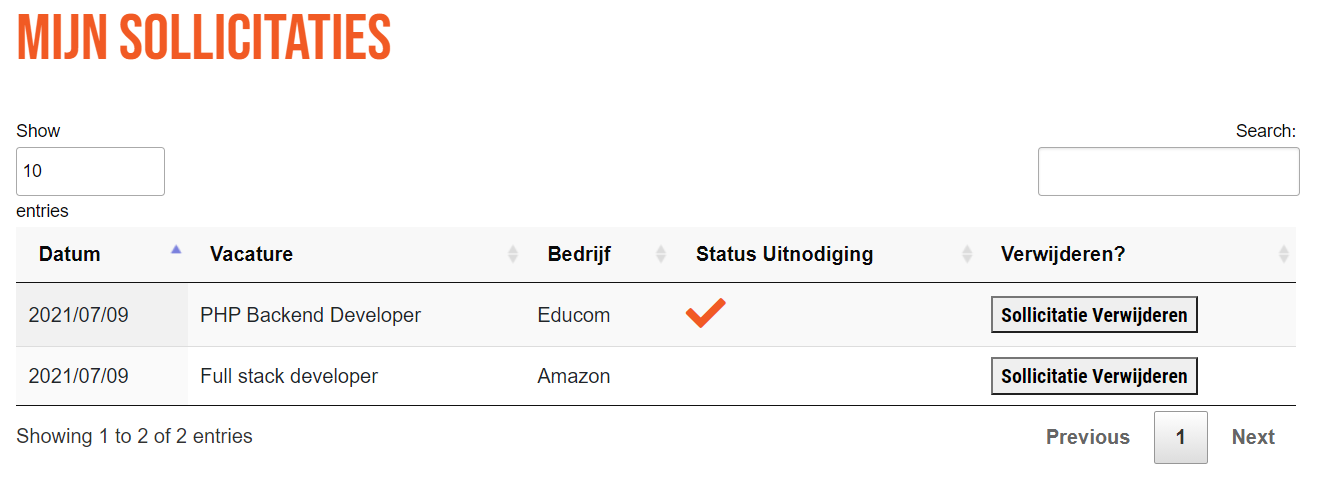 MIJN SOLLICITATIES
Show
Search:
10
entries
Datum Vacature Bedrijf Status Uitnodiging Verwijderen?
2021/07/09 PHP Backend Developer Educom Sollicitatie Verwijderen
2021/07/09 Full stack developer Amazon Sollicitatie Verwijderen
Showing 1 to 2 of 2 entries
Previous 1 Next